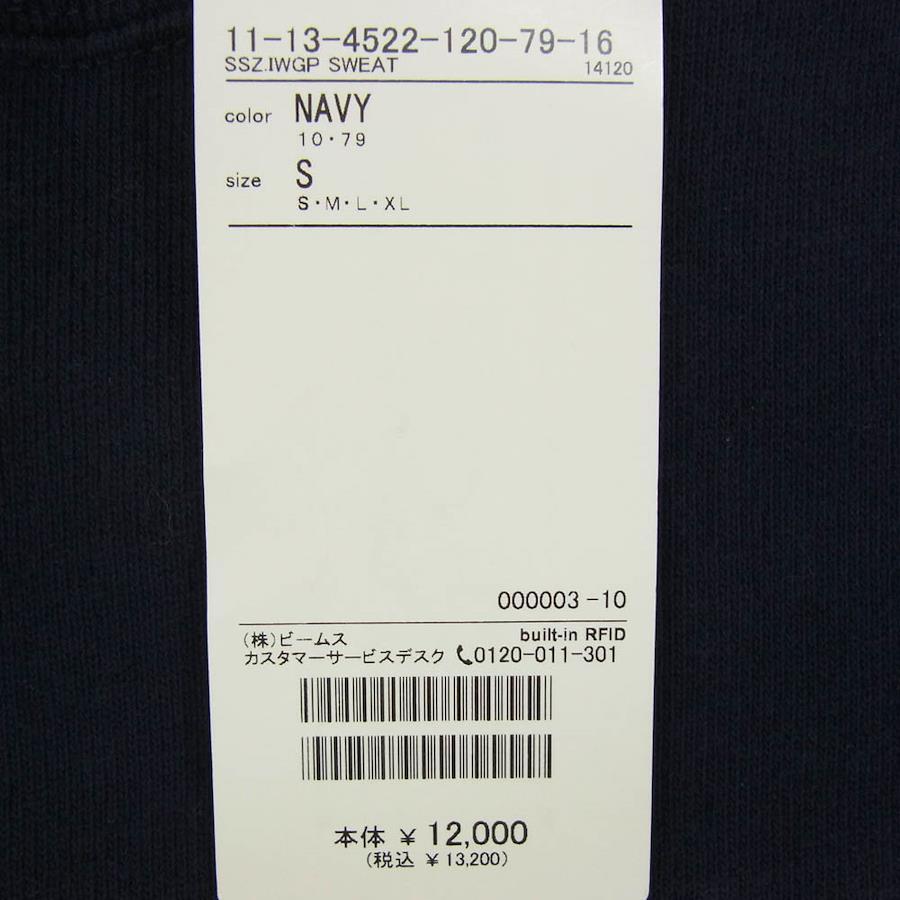 11-13-4522-120-79-16
SSZ.IWGP SWEAT 14120
color NAVY
10・79
size S
S・M・L・XL
000003 -10
(株)ビームス built-in RFID
カスタマーサービスデスク 0120-011-301
本体 ¥ 12,000
(税込 ¥ 13,200)